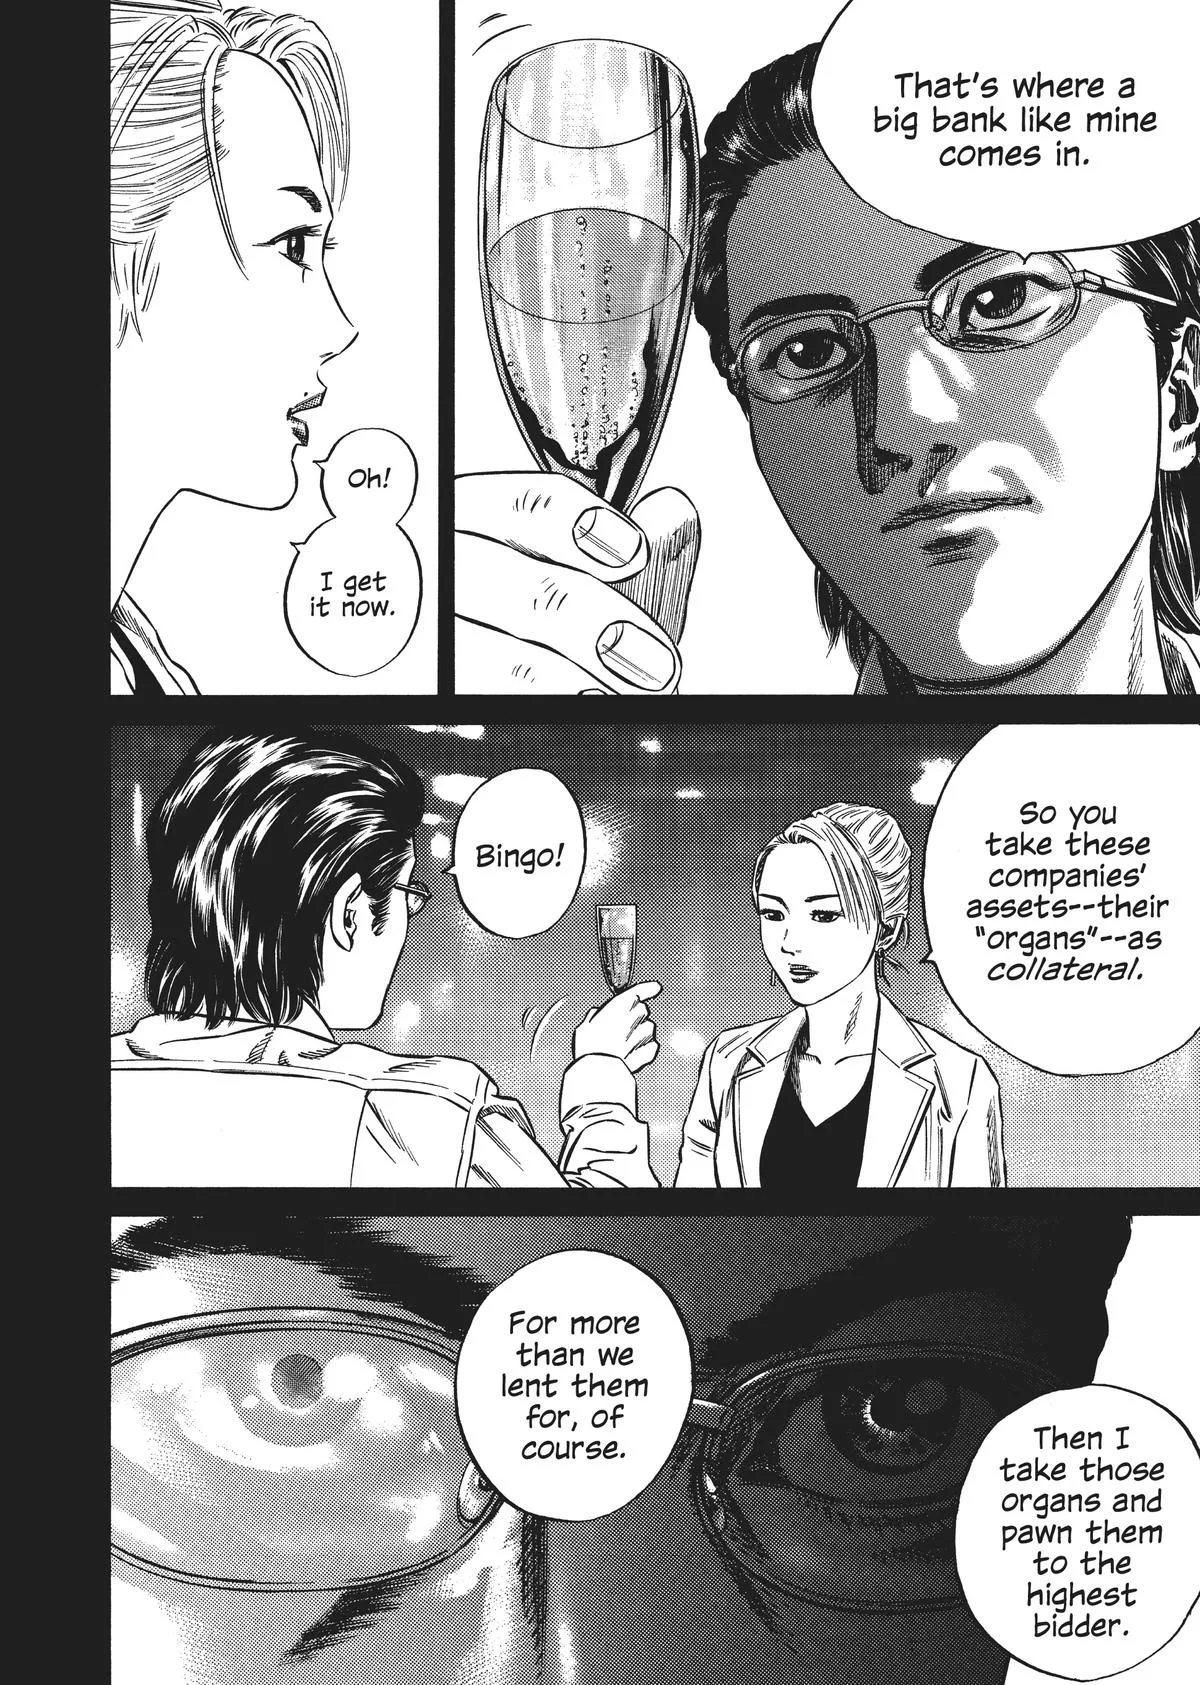 That's where a
big bank like mine
comes in.
Oh!
I get
it now.
So you
take these
companies'
assets--their
"organs"--as
collateral.
Bingo!
Then I
take those
organs and
pawn them
to the
highest
bidder.
For more
than we
lent them
for, of
course.